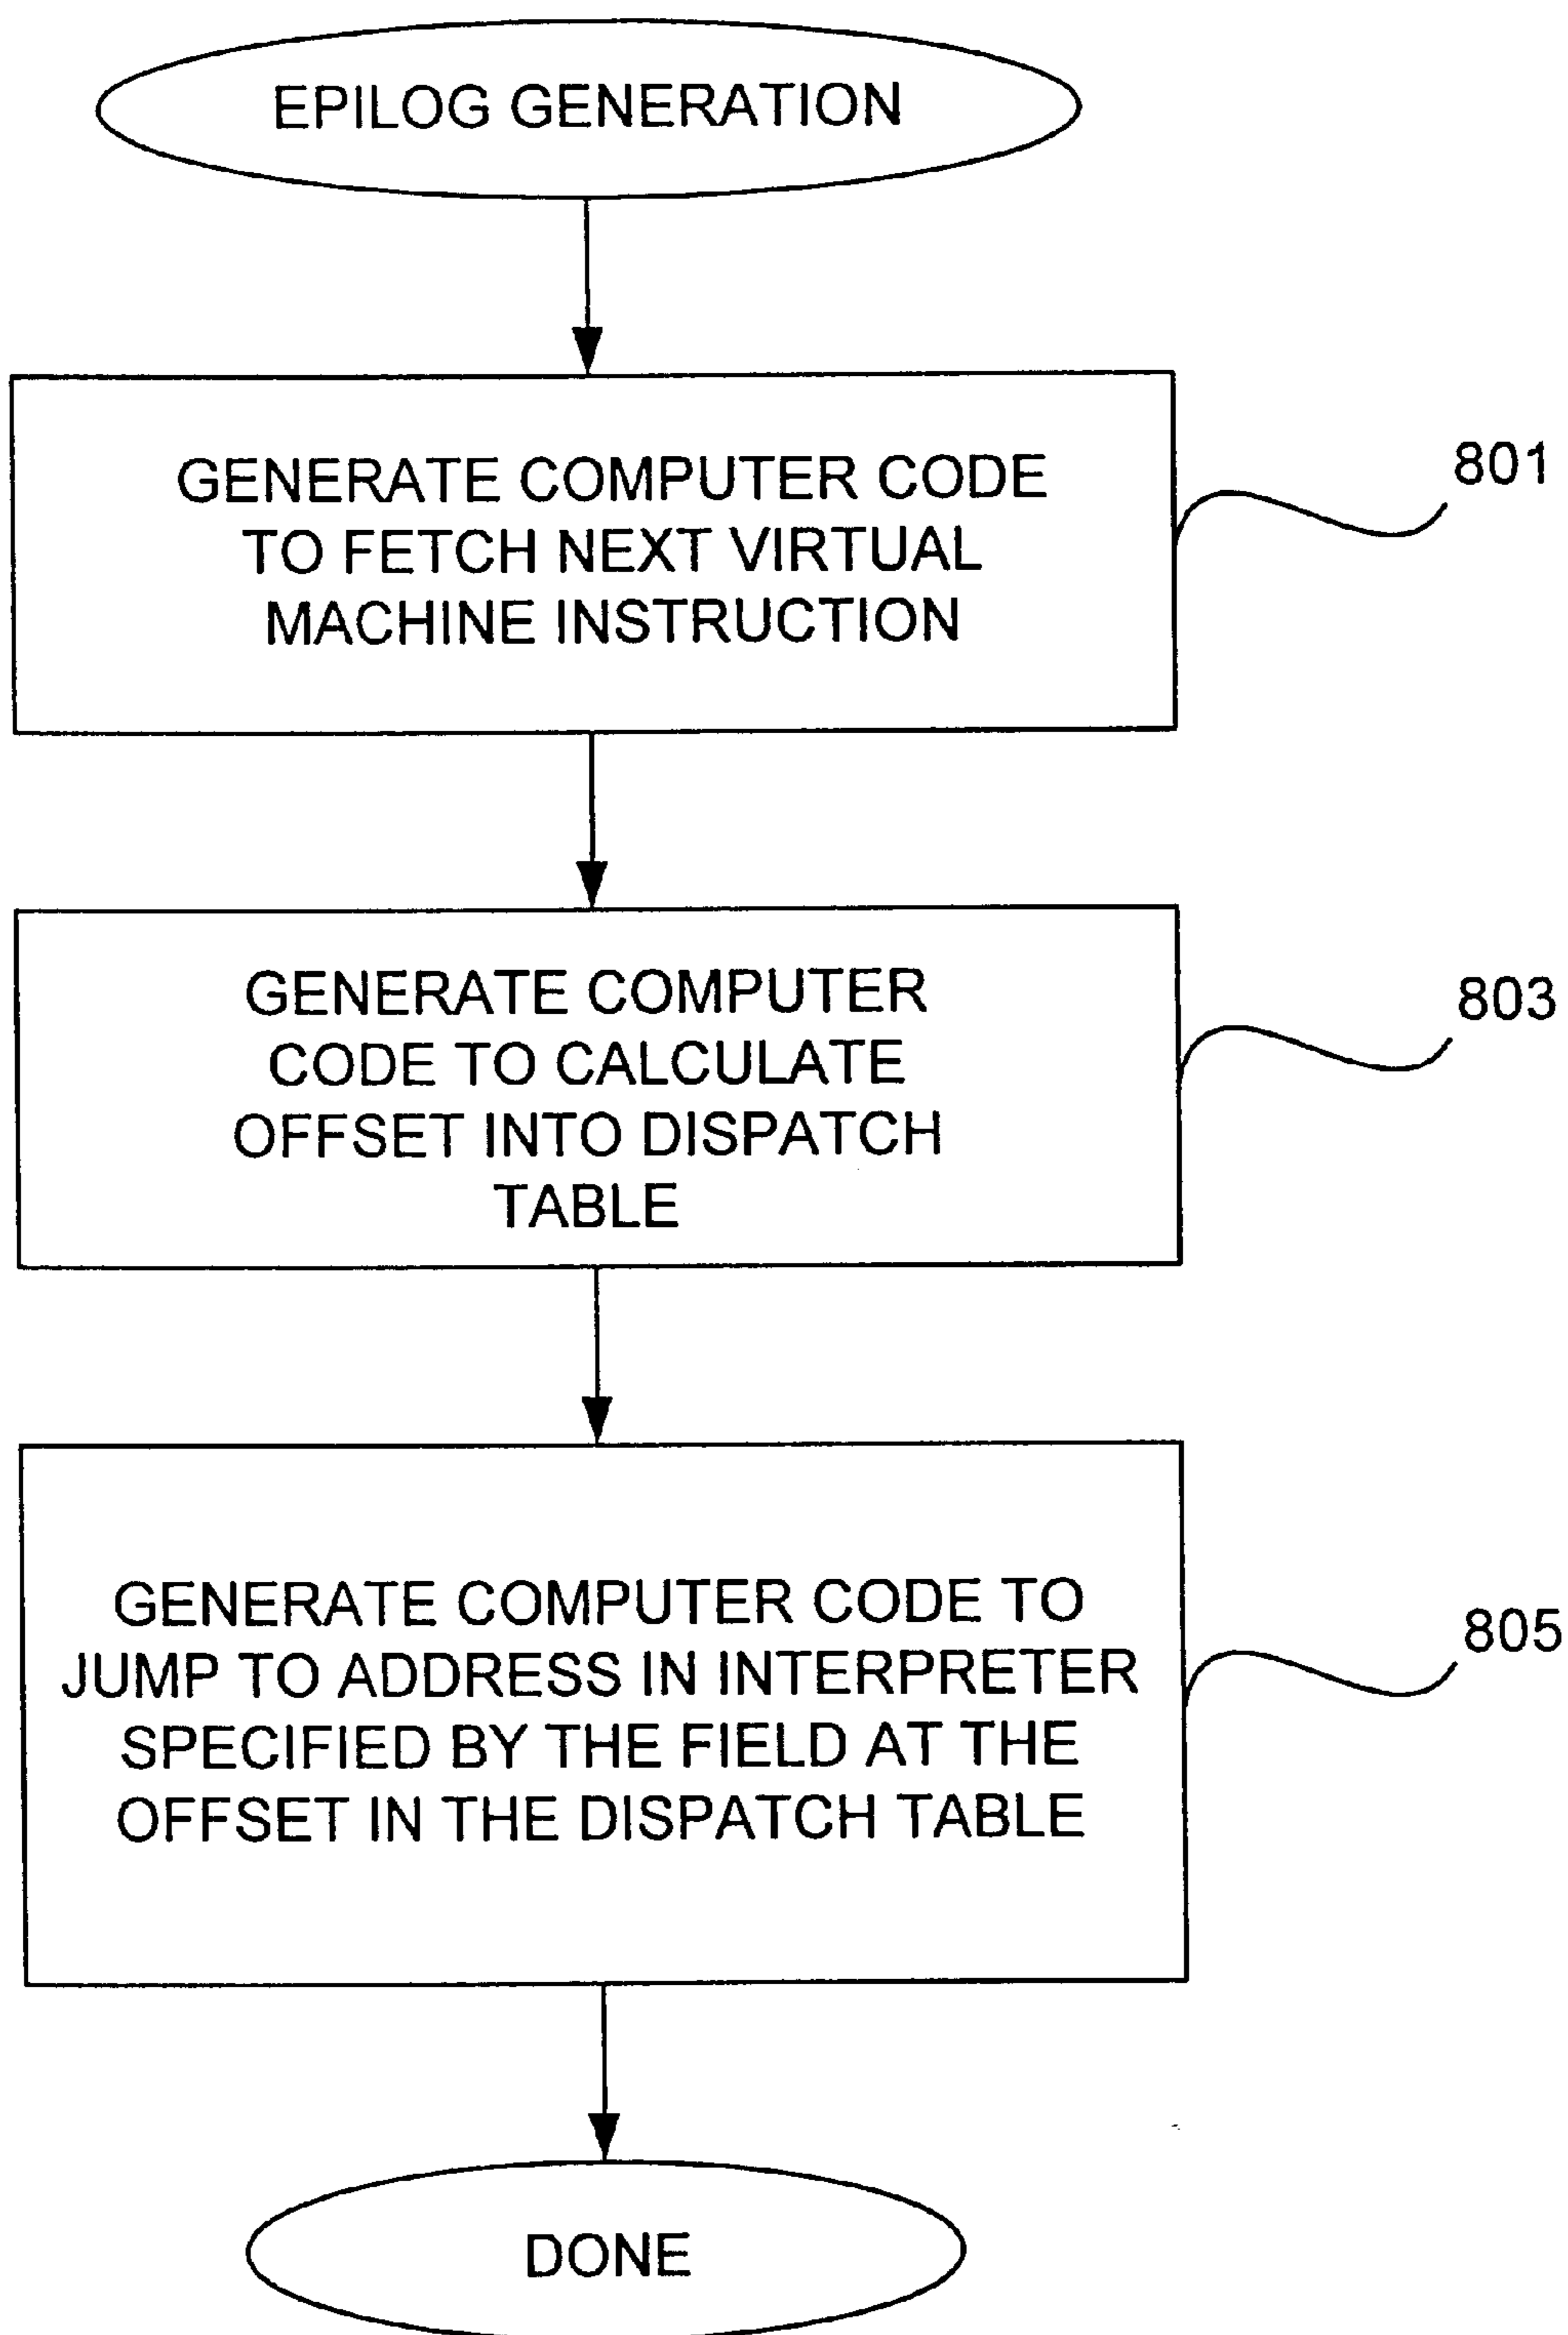 EPILOG GENERATION
GENERATE COMPUTER CODE
TO FETCH NEXT VIRTUAL
MACHINE INSTRUCTION
801
GENERATE COMPUTER
CODE TO CALCULATE
OFFSET INTO DISPATCH
TABLE
803
GENERATE COMPUTER CODE TO
JUMP TO ADDRESS IN INTERPRETER
SPECIFIED BY THE FIELD AT THE
OFFSET IN THE DISPATCH TABLE
805
DONE